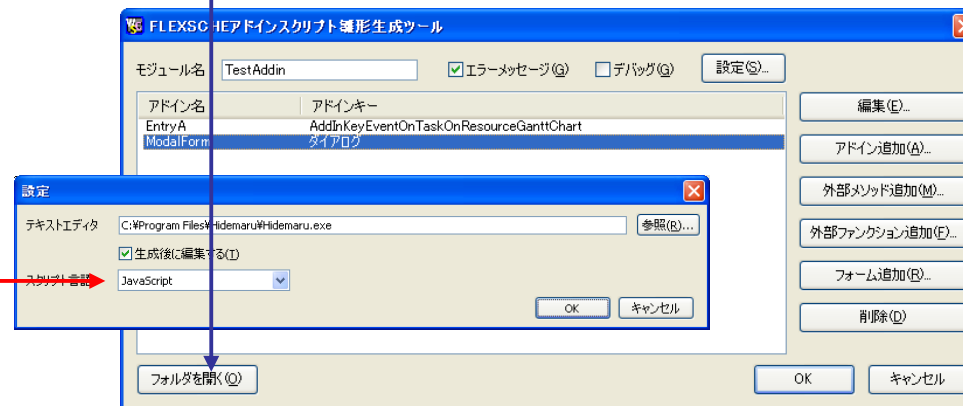 FLEXSCHEアドインスクリプト雛形生成ツール
モジュール名 TestAddin エラーメッセージ(G) デバッグ(G) 設定(S)...
アドイン名 アドインキー
EntryA AddInKeyEventOnTaskOnResourceGanttChart
ModalForm ダイアログ
編集(E)...
アドイン追加(A)...
外部メソッド追加(M)...
外部ファンクション追加(F)...
フォーム追加(R)...
削除(D)
設定
テキストエディタ C:¥Program Files¥Hidemaru¥Hidemaru.exe 参照(R)...
生成後に編集する(T)
スクリプト言語 JavaScript
OK キャンセル
フォルダを開く(O) OK キャンセル